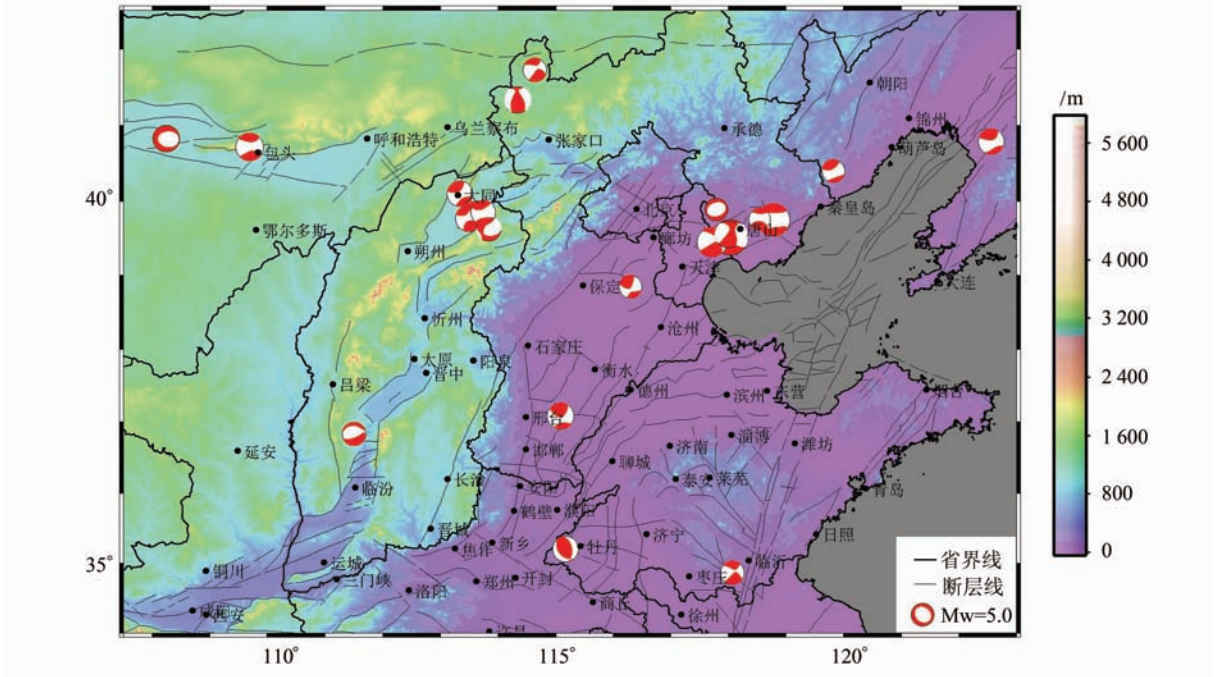 /m
5 600
4 800
4 000
3 200
2 400
1 600
800
0
朝阳
锦州
葫芦岛
承德
乌兰察布
呼和浩特
张家口
包头
大同
北京
秦皇岛
唐山
鄂尔多斯
廊坊
朔州
天津
大连
保定
忻州
沧州
石家庄
太原
阳泉
晋中
衡水
吕梁
德州
滨州
东营
烟台
邢台
延安
邯郸
济南
淄博
潍坊
聊城
临汾
长治
泰安
莱芜
青岛
安阳
鹤壁
濮阳
晋城
济宁
日照
焦作
新乡
牡丹
运城
临沂
铜川
三门峡
郑州
开封
枣庄
洛阳
咸阳
西安
商丘
徐州
许昌
省界线
断层线
Mw=5.0
40°
35°
110°
115°
120°